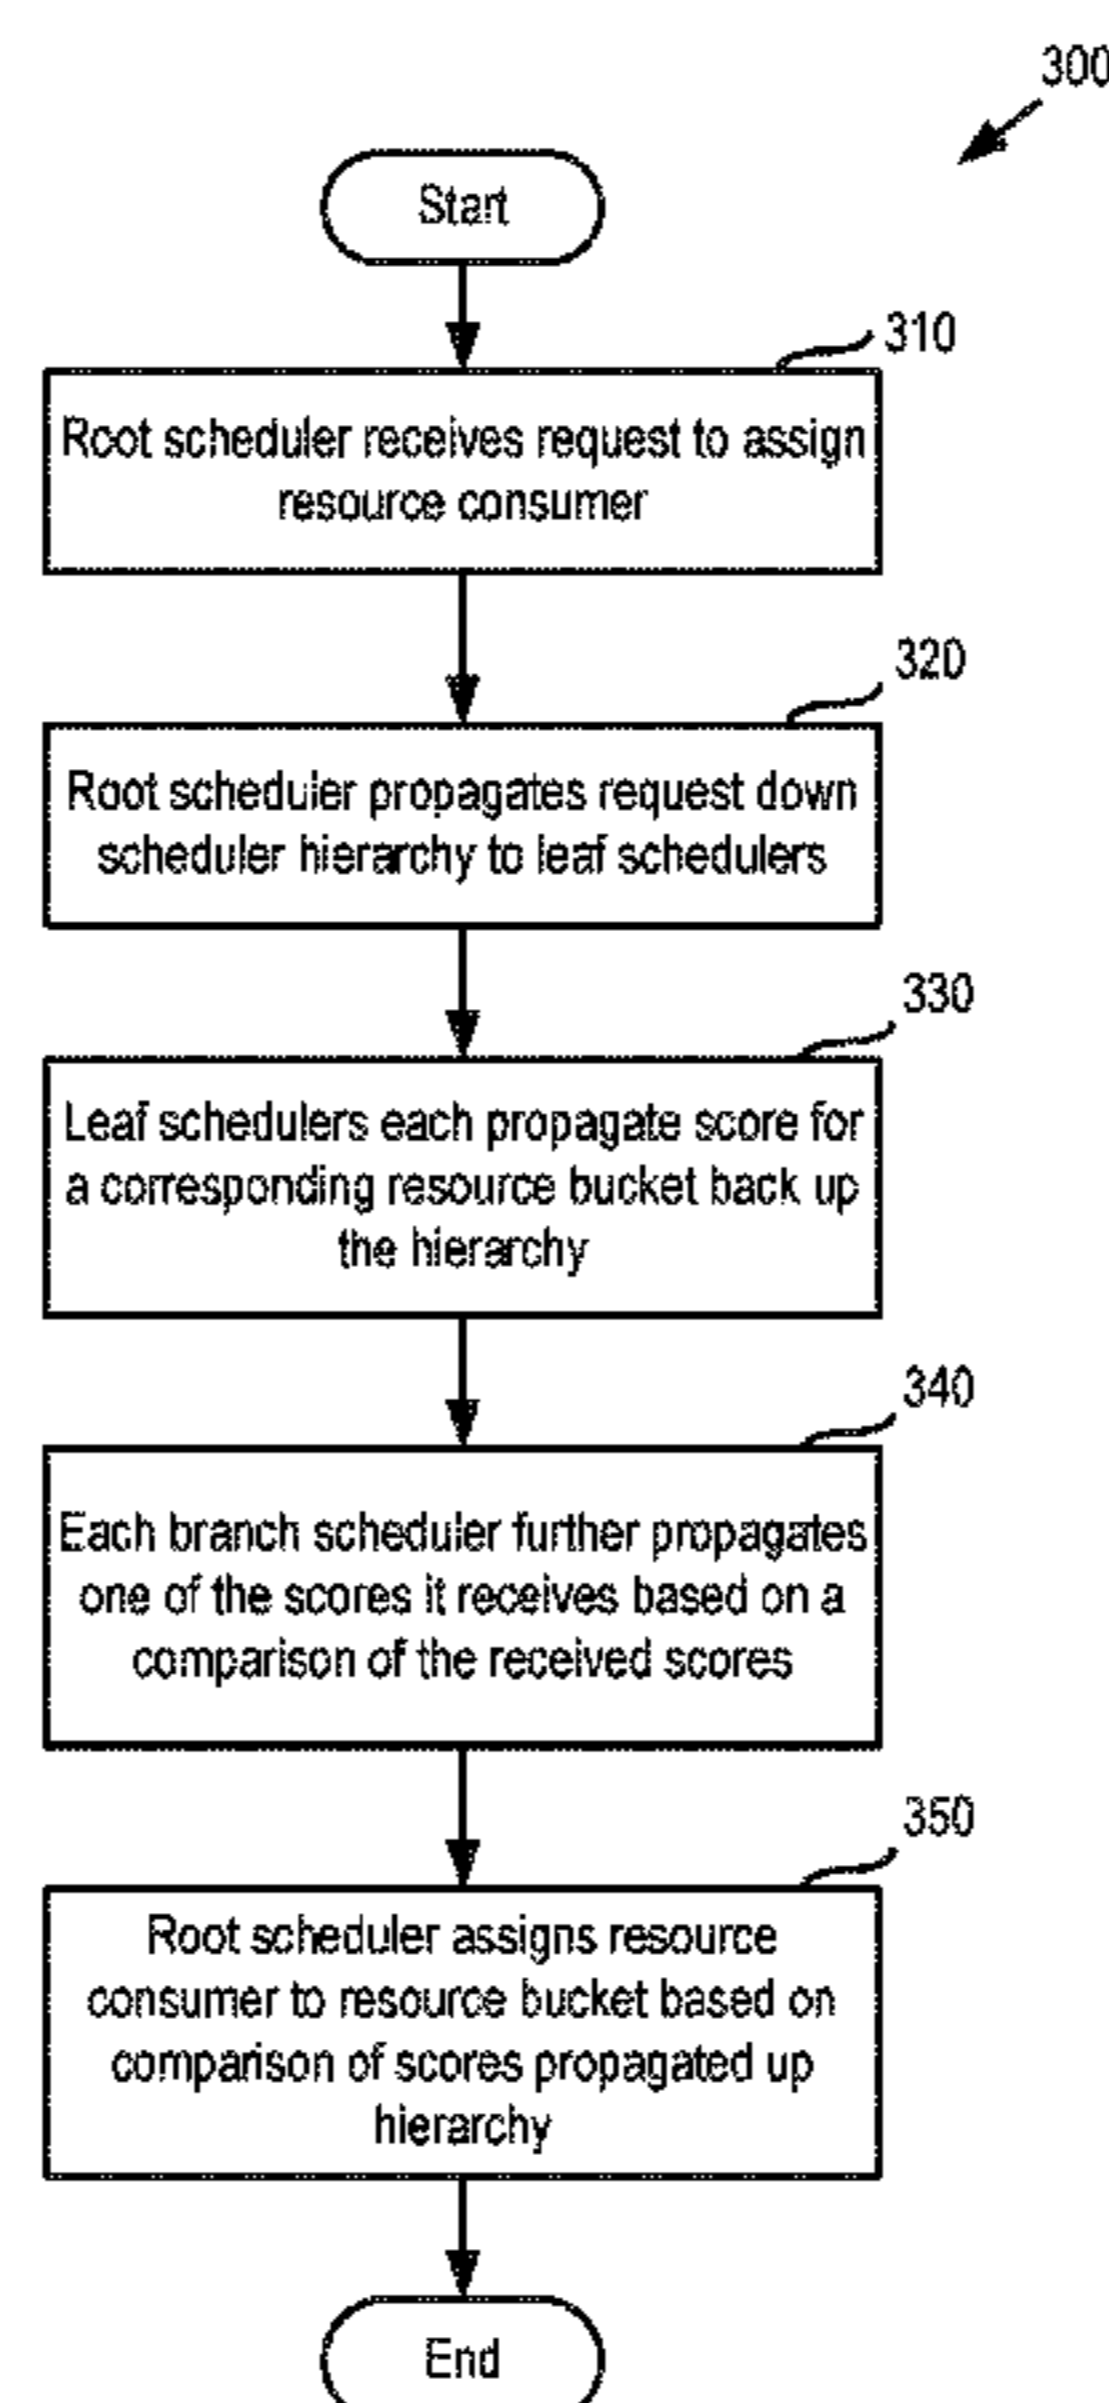 300
Start
310
Root scheduler receives request to assign
resource consumer
320
Root scheduler propagates request down
scheduler hierarchy to leaf schedulers
330
Leaf schedulers each propagate score for
a corresponding resource bucket back up
the hierarchy
340
Each branch scheduler further propagates
one of the scores it receives based on a
comparison of the received scores
350
Root scheduler assigns resource
consumer to resource bucket based on
comparison of scores propagated up
hierarchy
End